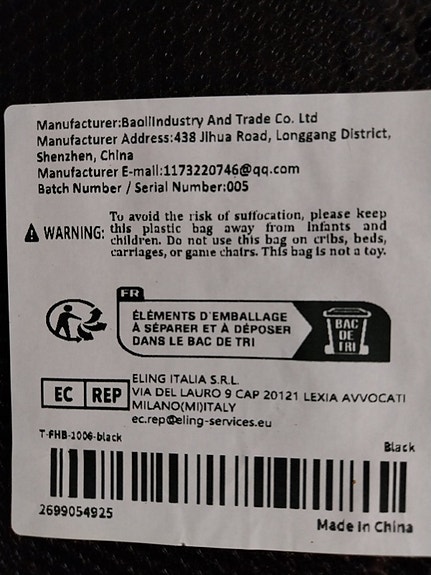 Manufacturer:BaoliIndustry And Trade Co. Ltd
Manufacturer Address:438 Jihua Road, Longgang District,
Shenzhen, China
Manufacturer E-mail:1173220746@qq.com
Batch Number / Serial Number:005
WARNING:
To avoid the risk of suffocation, please keep
this plastic bag away from infants and
children. Do not use this bag on cribs, beds,
carriages, or game chairs. This bag is not a toy.
FR
ÉLÉMENTS D'EMBALLAGE
À SÉPARER ET À DÉPOSER
DANS LE BAC DE TRI
BAC
DE
TRI
EC REP
ELING ITALIA S.R.L.
VIA DEL LAURO 9 CAP 20121 LEXIA AVVOCATI
MILANO(MI)ITALY
ec.rep@eling-services.eu
T-FHB-1006-black
Black
2699054925
Made in China